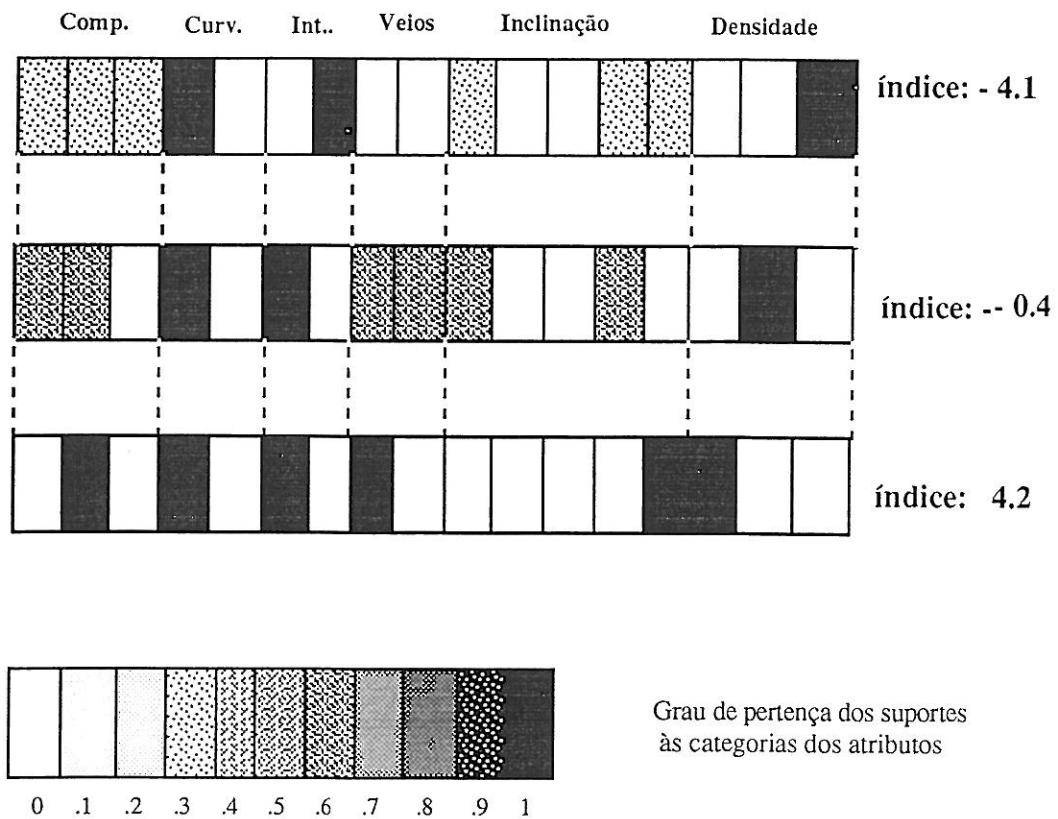 Comp. Curv. Int.. Veios Inclinação Densidade
índice: - 4.1
índice: -- 0.4
índice: 4.2
Grau de pertença dos suportes
às categorias dos atributos
0 .1 .2 .3 .4 .5 .6 .7 .8 .9 1